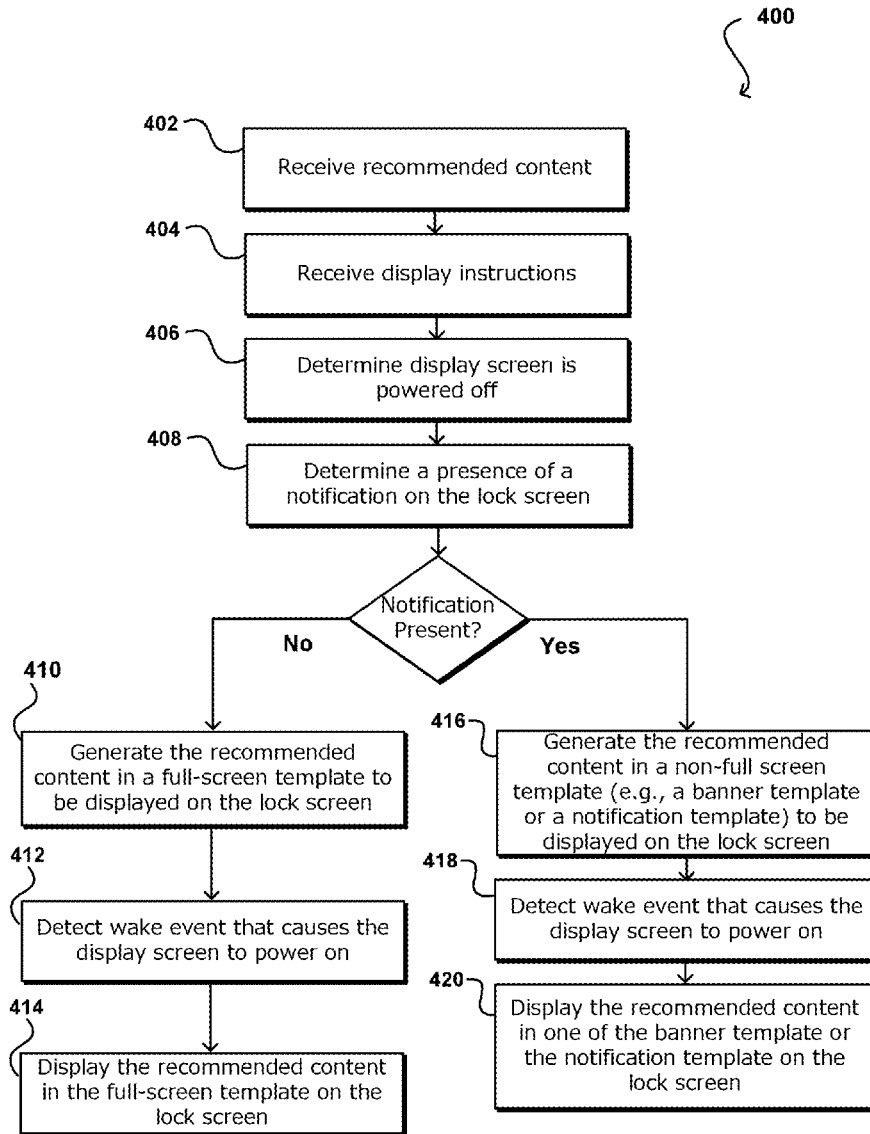 400
402
Receive recommended content
404
Receive display instructions
406
Determine display screen is
powered off
408
Determine a presence of a
notification on the lock screen
Notification
Present?
No
Yes
410
Generate the recommended
content in a full-screen template to
be displayed on the lock screen
412
Detect wake event that causes the
display screen to power on
414
Display the recommended content
in the full-screen template on the
lock screen
416
Generate the recommended
content in a non-full screen
template (e.g., a banner template
or a notification template) to be
displayed on the lock screen
418
Detect wake event that causes the
display screen to power on
420
Display the recommended content
in one of the banner template or
the notification template on the
lock screen